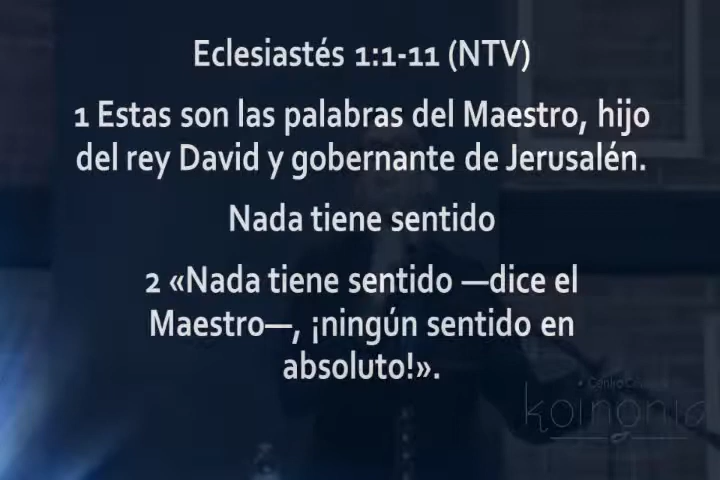 Eclesiastés 1:1-11 (NTV)
1 Estas son las palabras del Maestro, hijo
del rey David y gobernante de Jerusalén.
Nada tiene sentido
2 «Nada tiene sentido —dice el
Maestro—, ¡ningún sentido en
absoluto!».
koinonia